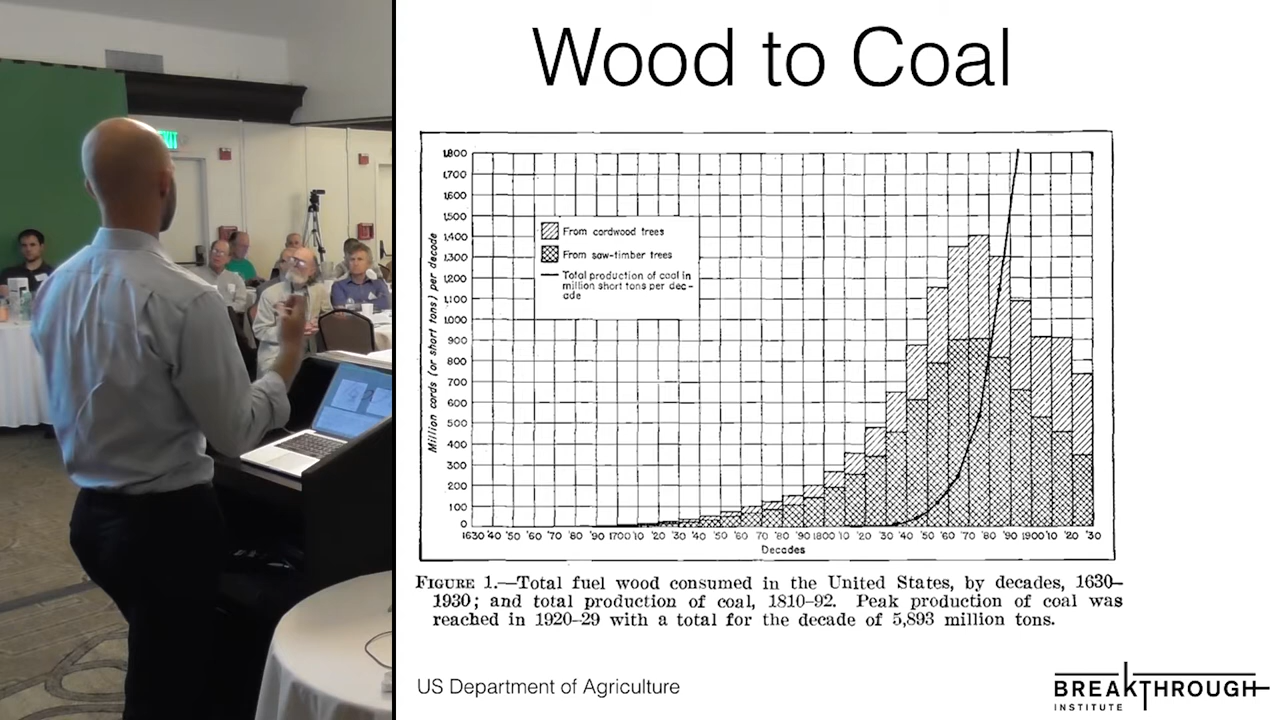 Wood to Coal
1,800
1,700
1,600
1,500
1,400
1,300
1,200
1,100
1,000
900
800
700
600
500
400
300
200
100
0
Million cords (or short tons) per decade
From cordwood trees
From saw-timber trees
Total production of coal in
million short tons per dec-
ade
1630 '40 '50 '60 '70 '80 '90 1700 '10 '20 '30 '40 '50 '60 '70 '80 '90 1800 '10 '20 '30 '40 '50 '60 '70 '80 '90 1900 '10 '20 '30
Decades
FIGURE 1.—Total fuel wood consumed in the United States, by decades, 1630–
1930; and total production of coal, 1810–92. Peak production of coal was
reached in 1920–29 with a total for the decade of 5,893 million tons.
US Department of Agriculture
BREAKTHROUGH
INSTITUTE